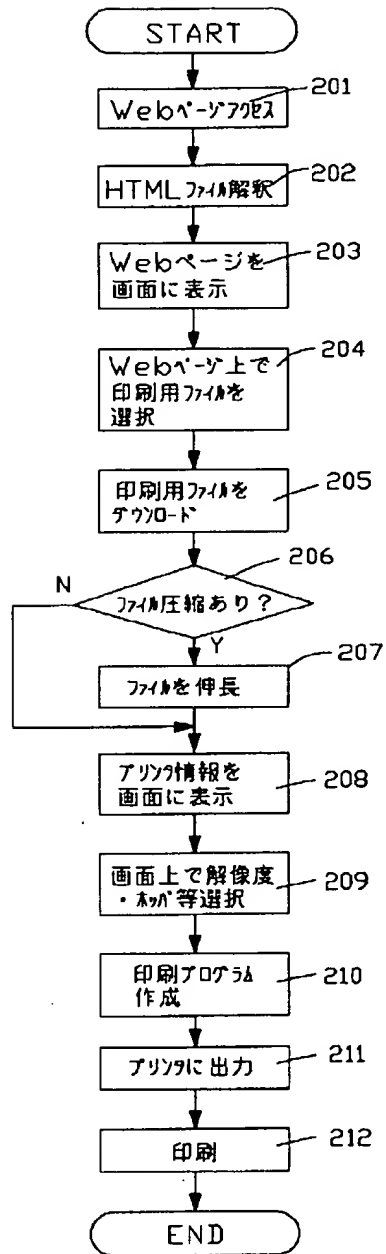 START
Webページアクセス
201
HTMLファイル解釈
202
Webページを
画面に表示
203
Webページ上で
印刷用ファイルを
選択
204
印刷用ファイルを
ダウンロード
205
206
N
ファイル圧縮あり?
Y
207
ファイルを伸長
プリンタ情報を
画面に表示
208
画面上で解像度
・ホッパ等選択
209
印刷プログラム
作成
210
プリンタに出力
211
印刷
212
END